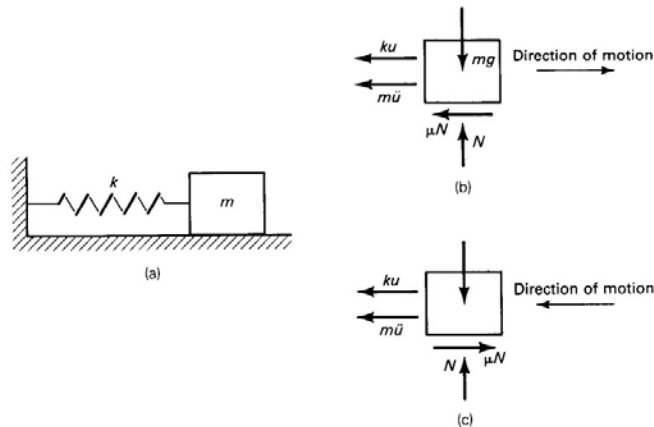 k
m
(a)
ku
mü
mg
μN
N
Direction of motion
(b)
ku
mü
N
μN
Direction of motion
(c)